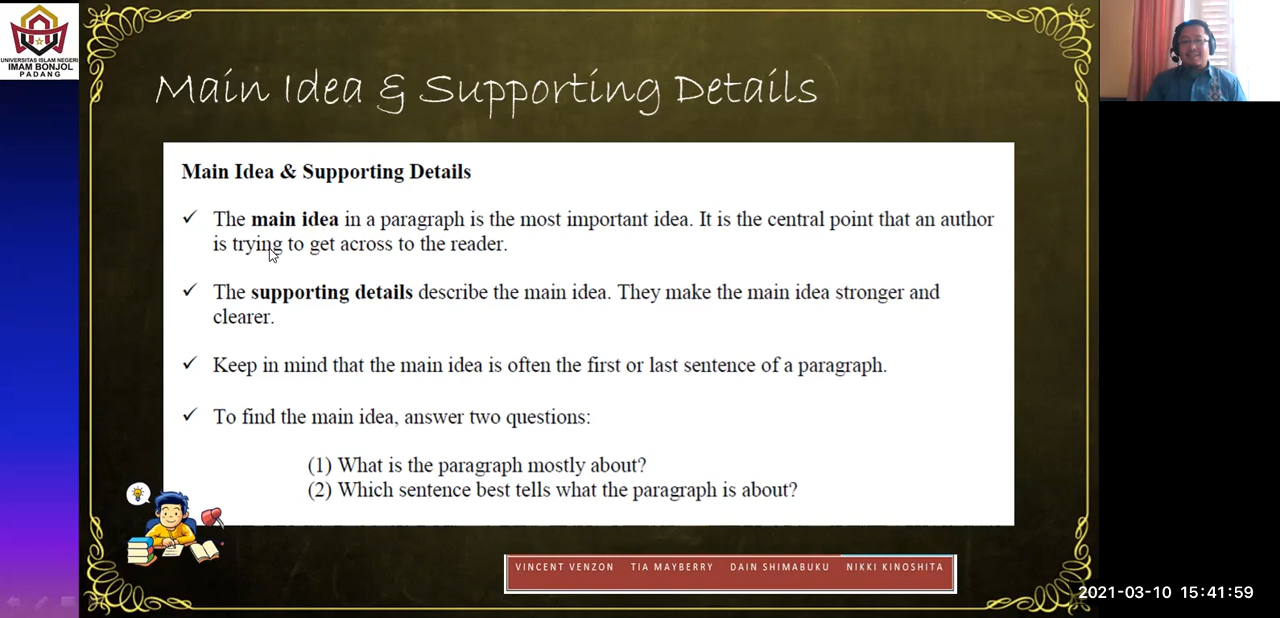 UNIVERSITAS ISLAM NEGERI
IMAM BONJOL
PADANG
Main Idea & Supporting Details
Main Idea & Supporting Details
✓ The main idea in a paragraph is the most important idea. It is the central point that an author
is trying to get across to the reader.
✓ The supporting details describe the main idea. They make the main idea stronger and
clearer.
✓ Keep in mind that the main idea is often the first or last sentence of a paragraph.
✓ To find the main idea, answer two questions:
(1) What is the paragraph mostly about?
(2) Which sentence best tells what the paragraph is about?
VINCENT VENZON TIA MAYBERRY DAIN SHIMABUKU NIKKI KINOSHITA
2021-03-10 15:41:59